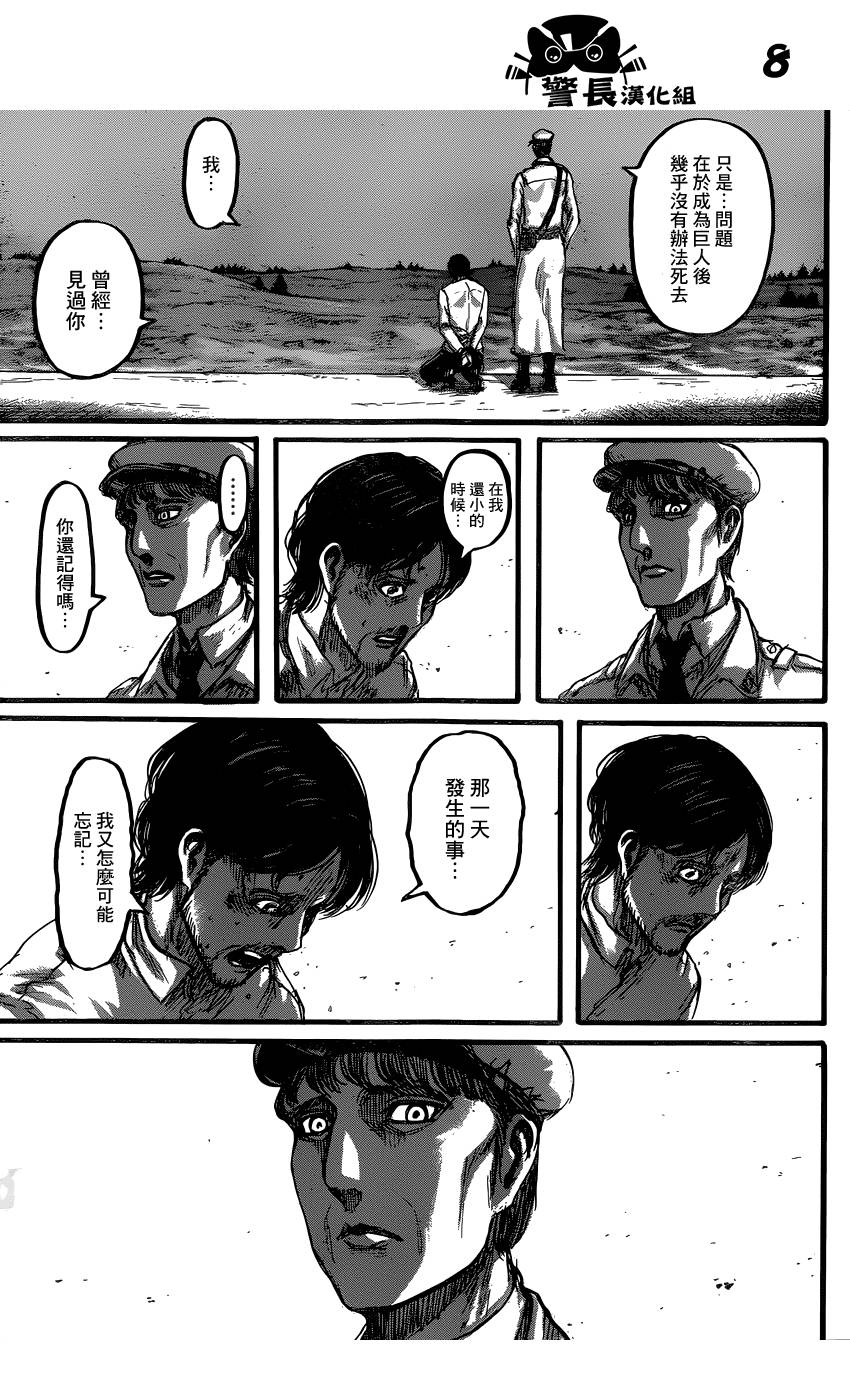 警長漢化組
8
只是…問題
在於成為巨人後
幾乎沒有辦法死去
我…
曾經…
見過你
在我
還小的
時候…
……
你還記得嗎…
那一天
發生的事…
我又怎麼可能
忘記…